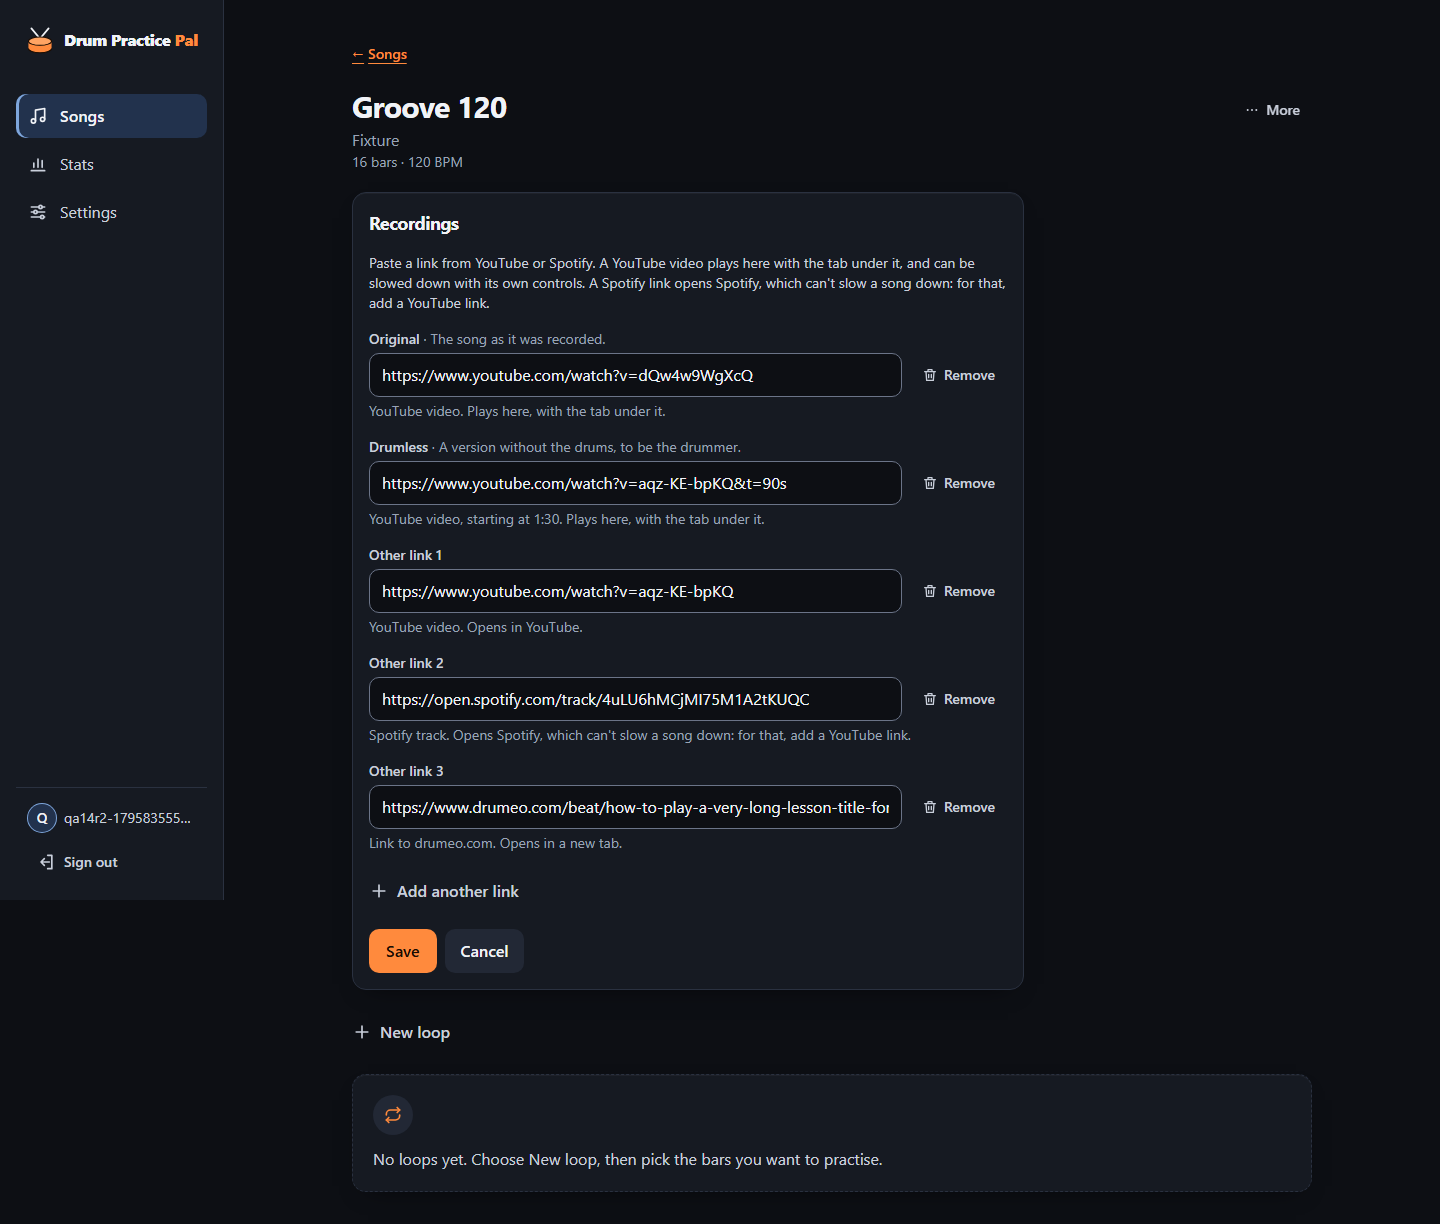 Drum Practice Pal
Songs
Stats
Settings
Q
qa14r2-179583555...
Sign out
← Songs
Groove 120
··· More
Fixture
16 bars · 120 BPM
Recordings
Paste a link from YouTube or Spotify. A YouTube video plays here with the tab under it, and can be
slowed down with its own controls. A Spotify link opens Spotify, which can't slow a song down: for that,
add a YouTube link.
Original · The song as it was recorded.
https://www.youtube.com/watch?v=dQw4w9WgXcQ
Remove
YouTube video. Plays here, with the tab under it.
Drumless · A version without the drums, to be the drummer.
https://www.youtube.com/watch?v=aqz-KE-bpKQ&t=90s
Remove
YouTube video, starting at 1:30. Plays here, with the tab under it.
Other link 1
https://www.youtube.com/watch?v=aqz-KE-bpKQ
Remove
YouTube video. Opens in YouTube.
Other link 2
https://open.spotify.com/track/4uLU6hMCjMI75M1A2tKUQC
Remove
Spotify track. Opens Spotify, which can't slow a song down: for that, add a YouTube link.
Other link 3
https://www.drumeo.com/beat/how-to-play-a-very-long-lesson-title-for
Remove
Link to drumeo.com. Opens in a new tab.
+ Add another link
Save
Cancel
+ New loop
No loops yet. Choose New loop, then pick the bars you want to practise.